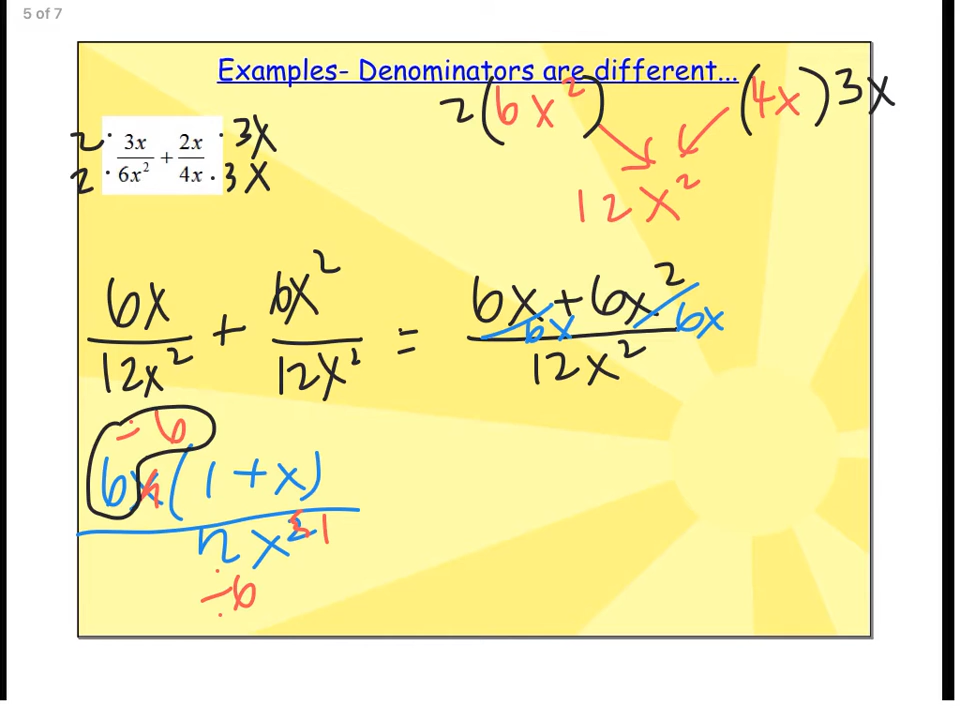 5 of 7
Examples- Denominators are different...
2(6x²) (4x)3x
12x²
2 · 3x/6x² + 2x/4x · 3x
2 · · 3x
6x/12x² + 6x²/12x² = 6x+6x²/12x²
6x 6x
÷6
6x(1+x)
12x² 1
÷6